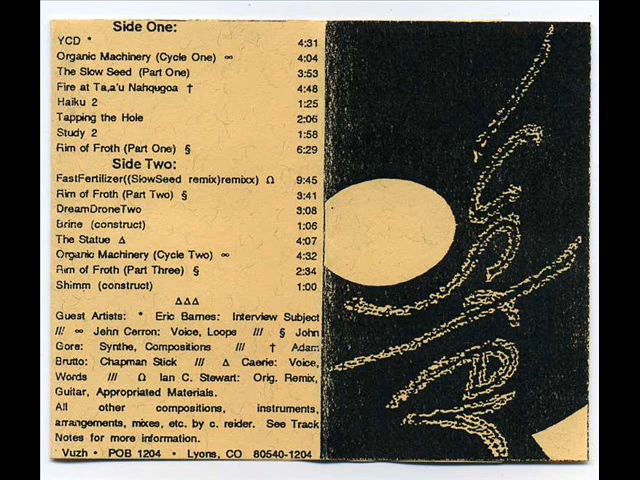 Side One:
YCD * 4:31
Organic Machinery (Cycle One) ∞ 4:04
The Slow Seed (Part One) 3:53
Fire at Ta,a'u Nahqugoa † 4:48
Haiku 2 1:25
Tapping the Hole 2:06
Study 2 1:58
Rim of Froth (Part One) § 6:29
Side Two:
FastFertilizer((SlowSeed remix)remixx) Ω 9:45
Rim of Froth (Part Two) § 3:41
DreamDroneTwo 3:08
Brine (construct) 1:06
The Statue Δ 4:07
Organic Machinery (Cycle Two) ∞ 4:32
Rim of Froth (Part Three) § 2:34
Shimm (construct) 1:00
ΔΔΔ
Guest Artists: * Eric Barnes: Interview Subject
/// ∞ Jehn Cerron: Voice, Loops /// § John
Gore: Synths, Compositions /// † Adam
Brutto: Chapman Stick /// Δ Caerie: Voice,
Words /// Ω Ian C. Stewart: Orig. Remix,
Guitar, Appropriated Materials.
All other compositions, instruments,
arrangements, mixes, etc. by c. reider. See Track
Notes for more information.
Vuzh • POB 1204 • Lyons, CO 80540-1204